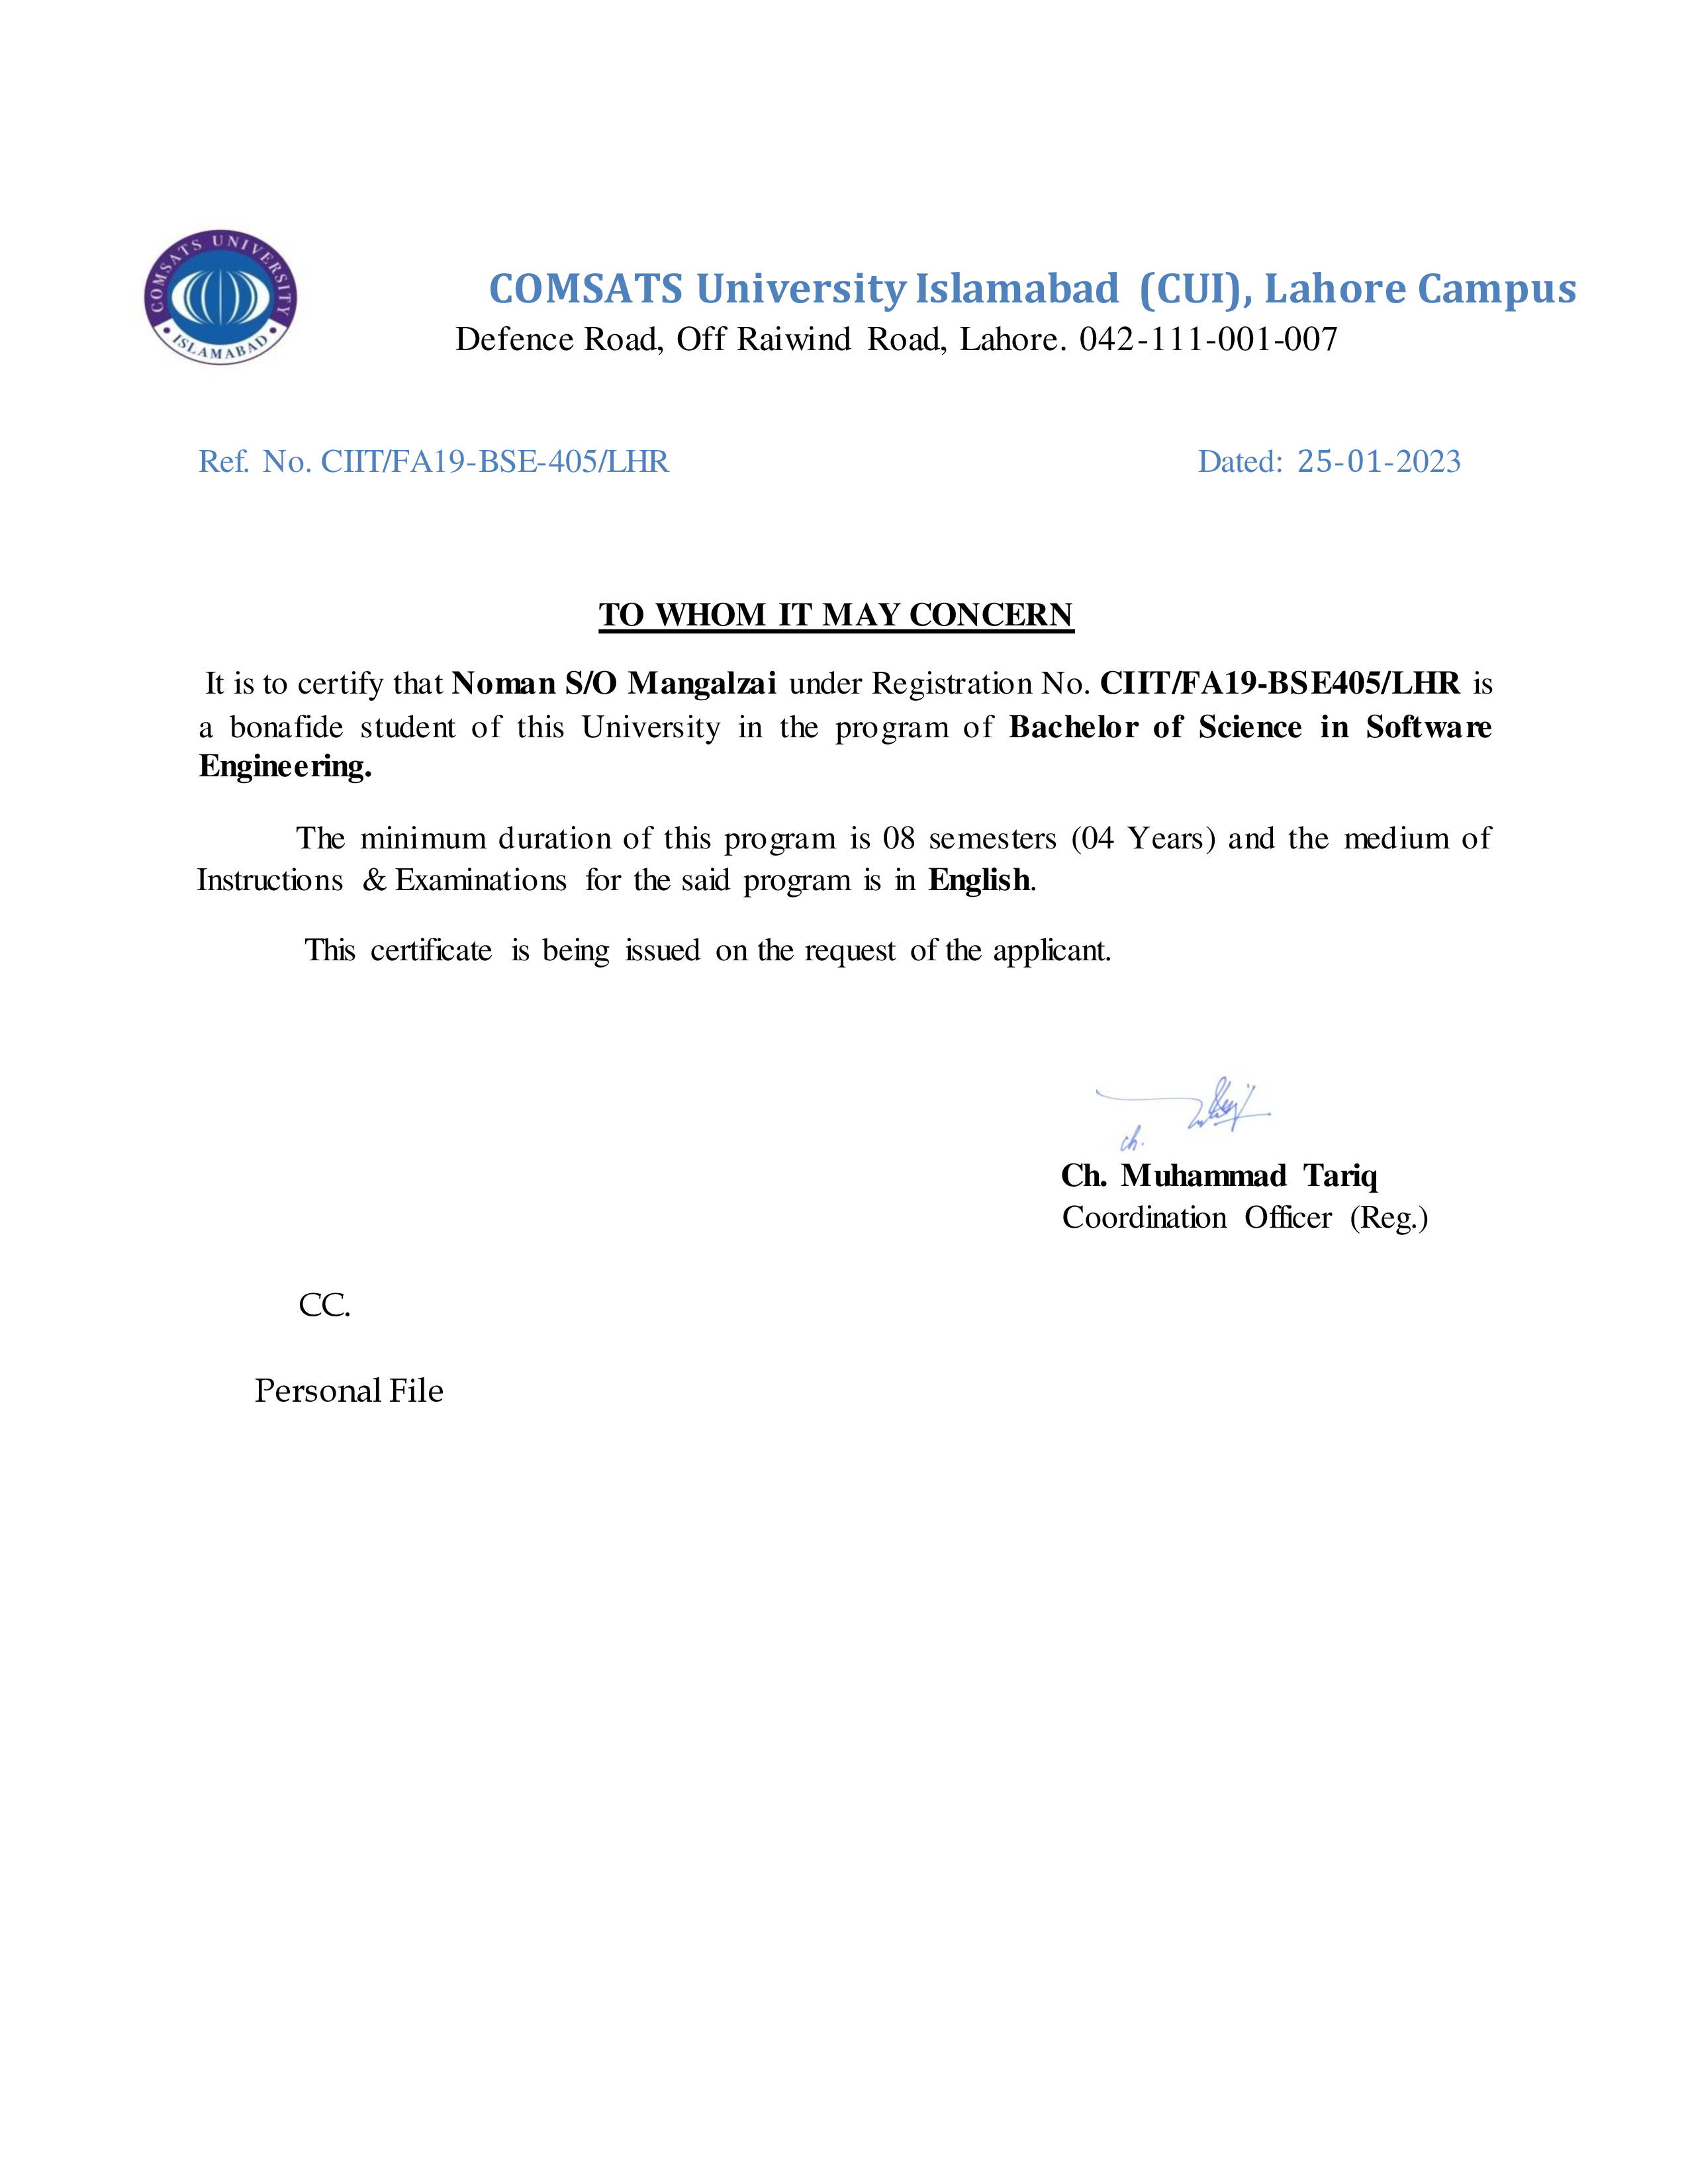 COMSATS UNIVERSITY
ISLAMABAD
COMSATS University Islamabad (CUI), Lahore Campus
Defence Road, Off Raiwind Road, Lahore. 042-111-001-007
Ref. No. CIIT/FA19-BSE-405/LHR Dated: 25-01-2023
TO WHOM IT MAY CONCERN
It is to certify that Noman S/O Mangalzai under Registration No. CIIT/FA19-BSE405/LHR is
a bonafide student of this University in the program of Bachelor of Science in Software
Engineering.
The minimum duration of this program is 08 semesters (04 Years) and the medium of
Instructions & Examinations for the said program is in English.
This certificate is being issued on the request of the applicant.
ch.
Ch. Muhammad Tariq
Coordination Officer (Reg.)
CC.
Personal File